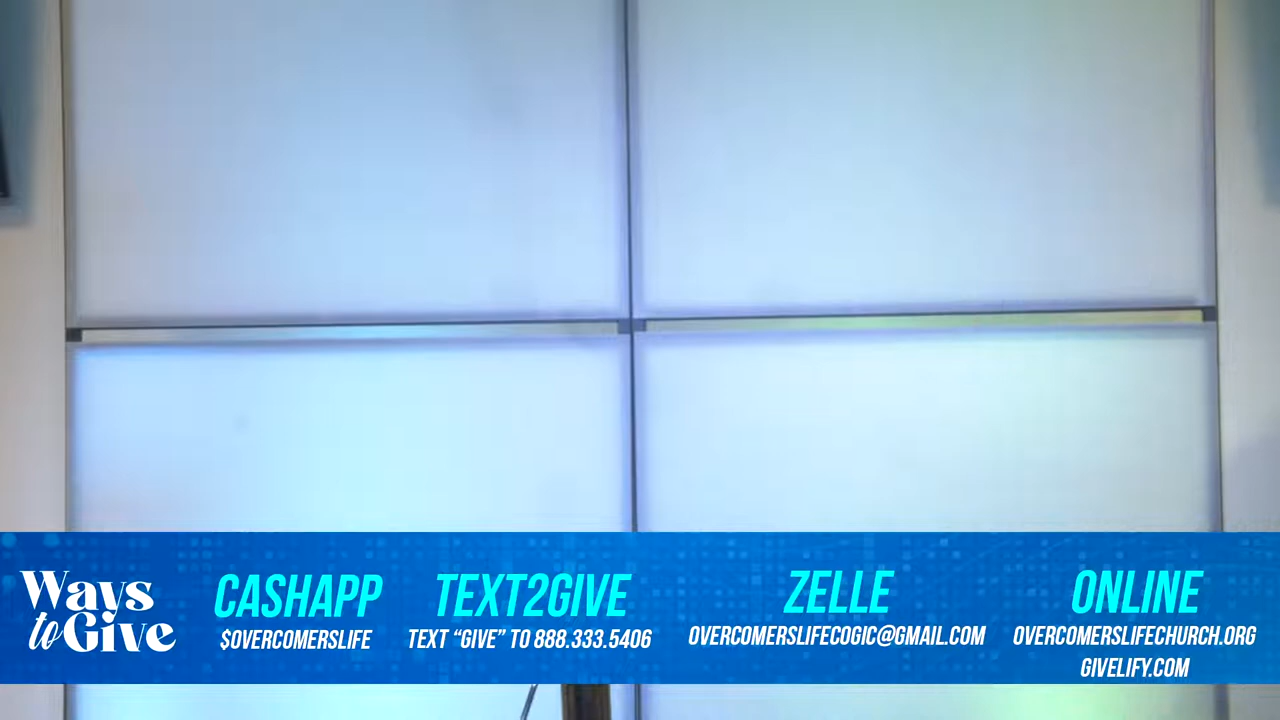 Ways
to Give
CASHAPP
$OVERCOMERSLIFE
TEXT2GIVE
TEXT “GIVE” TO 888.333.5406
ZELLE
OVERCOMERSLIFECOGIC@GMAIL.COM
ONLINE
OVERCOMERSLIFECHURCH.ORG
GIVELIFY.COM